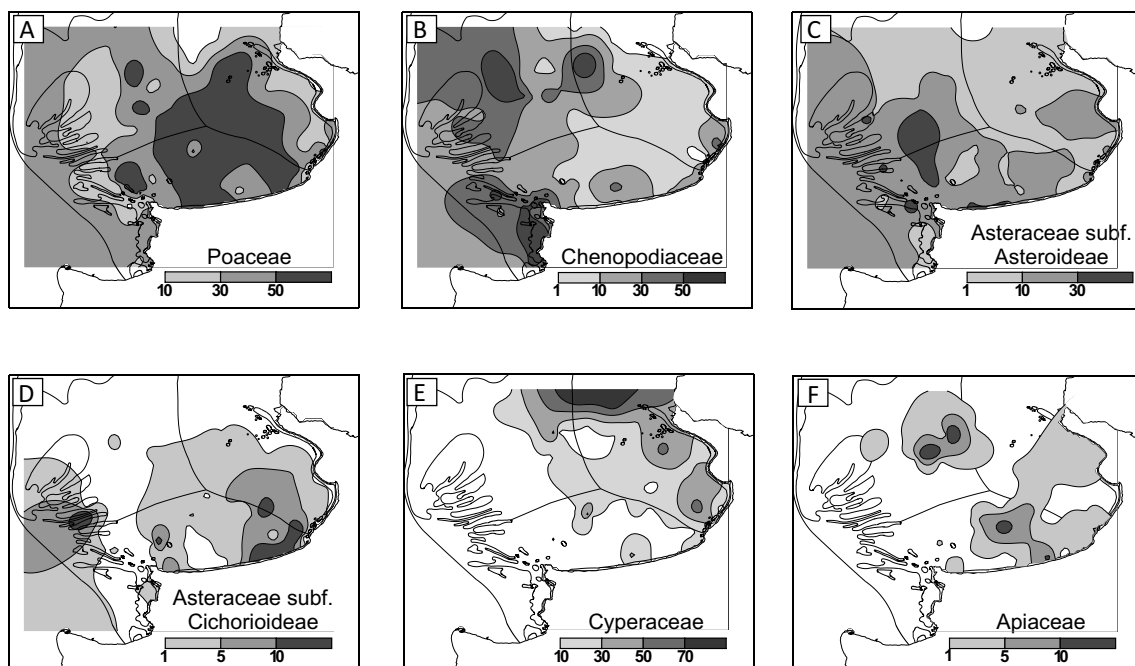 A
Poaceae
10 30 50
B
Chenopodiaceae
1 10 30 50
C
Asteraceae subf.
Asteroideae
1 10 30
D
Asteraceae subf.
Cichorioideae
1 5 10
E
Cyperaceae
10 30 50 70
F
Apiaceae
1 5 10